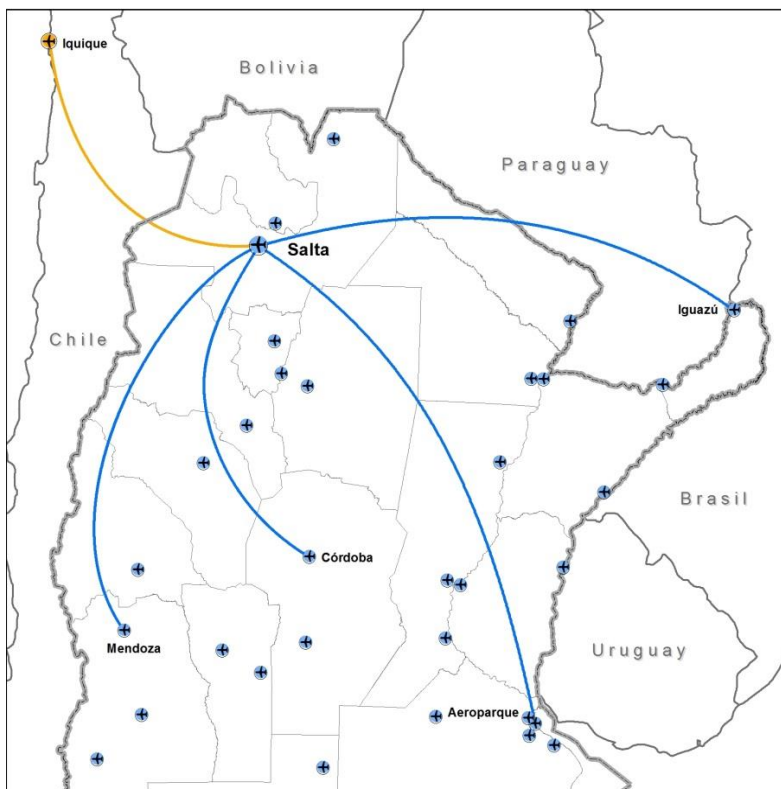 Iquique
Bolivia
Paraguay
Salta
Iguazú
Chile
Brasil
Córdoba
Mendoza
Uruguay
Aeroparque